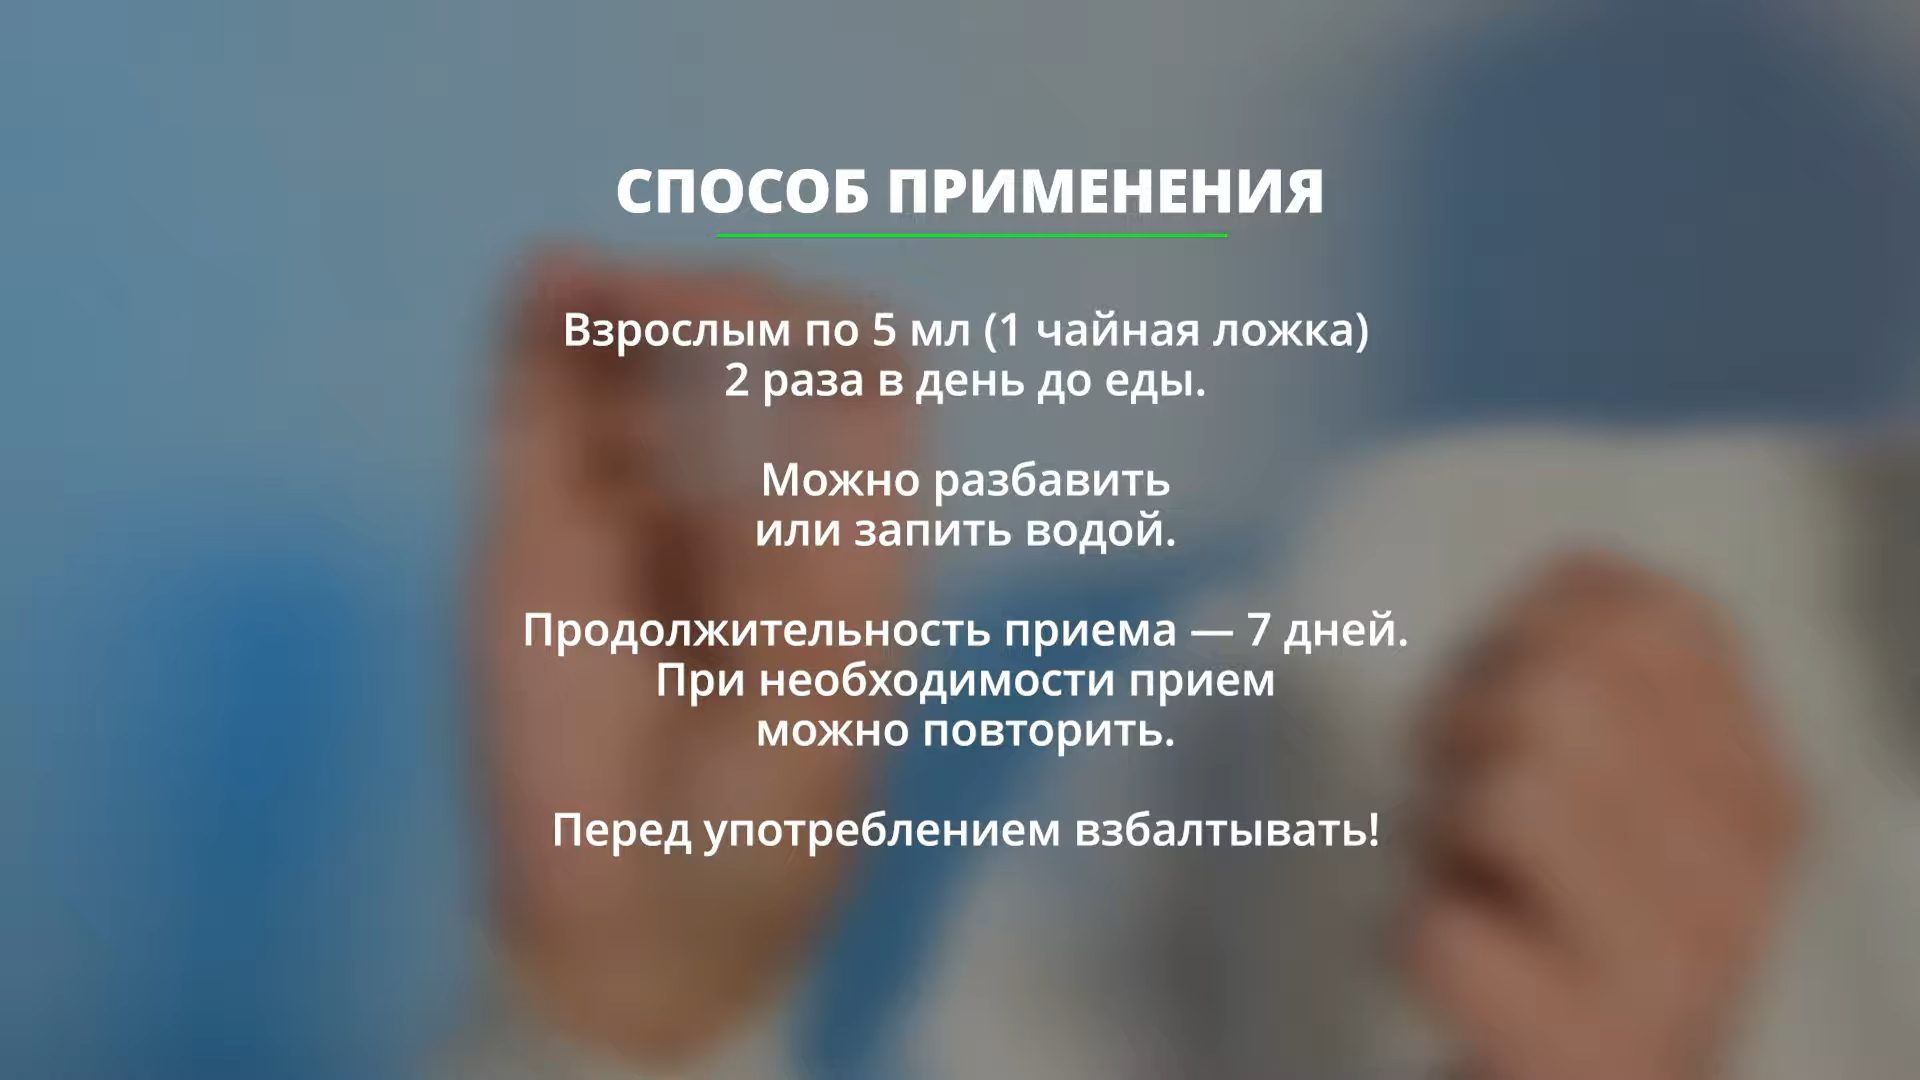 СПОСОБ ПРИМЕНЕНИЯ
Взрослым по 5 мл (1 чайная ложка)
2 раза в день до еды.
Можно разбавить
или запить водой.
Продолжительность приема — 7 дней.
При необходимости прием
можно повторить.
Перед употреблением взбалтывать!